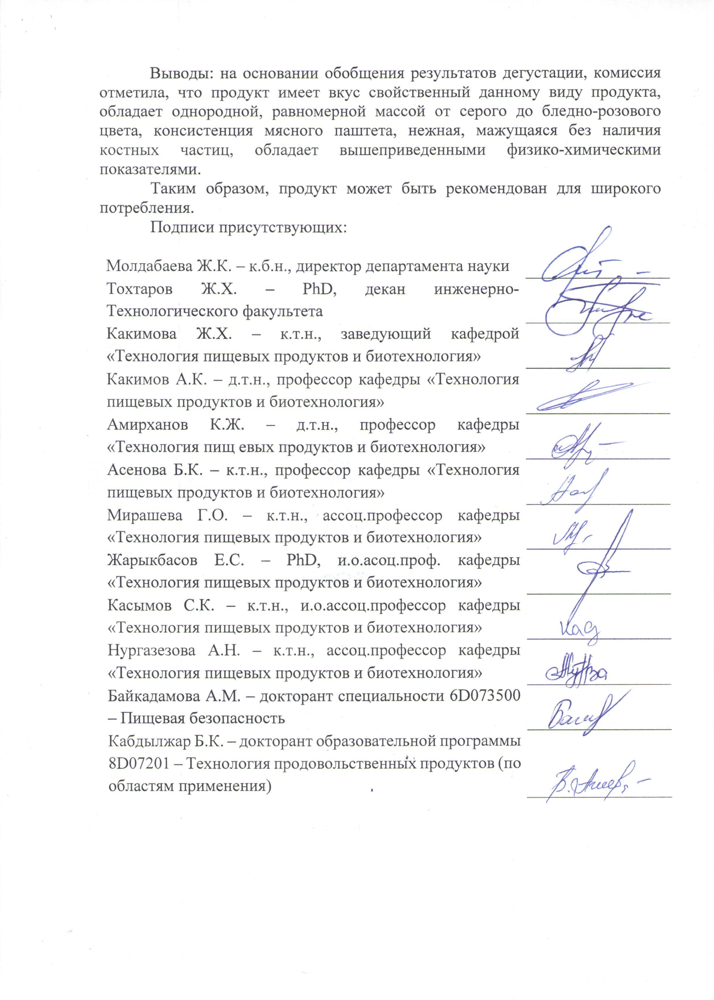 Выводы: на основании обобщения результатов дегустации, комиссия
отметила, что продукт имеет вкус свойственный данному виду продукта,
обладает однородной, равномерной массой от серого до бледно-розового
цвета, консистенция мясного паштета, нежная, мажущаяся без наличия
костных частиц, обладает вышеприведенными физико-химическими
показателями.
Таким образом, продукт может быть рекомендован для широкого
потребления.
Подписи присутствующих:
Молдабаева Ж.К. – к.б.н., директор департамента науки
Тохтаров Ж.Х. – PhD, декан инженерно-
Технологического факультета
Какимова Ж.Х. – к.т.н., заведующий кафедрой
«Технология пищевых продуктов и биотехнология»
Какимов А.К. – д.т.н., профессор кафедры «Технология
пищевых продуктов и биотехнология»
Амирханов К.Ж. – д.т.н., профессор кафедры
«Технология пищ евых продуктов и биотехнология»
Асенова Б.К. – к.т.н., профессор кафедры «Технология
пищевых продуктов и биотехнология»
Мирашева Г.О. – к.т.н., ассоц.профессор кафедры
«Технология пищевых продуктов и биотехнология»
Жарыкбасов Е.С. – PhD, и.о.асоц.проф. кафедры
«Технология пищевых продуктов и биотехнология»
Касымов С.К. – к.т.н., и.о.ассоц.профессор кафедры
«Технология пищевых продуктов и биотехнология»
Нургазезова А.Н. – к.т.н., ассоц.профессор кафедры
«Технология пищевых продуктов и биотехнология»
Байкадамова А.М. – докторант специальности 6D073500
– Пищевая безопасность
Кабдылжар Б.К. – докторант образовательной программы
8D07201 – Технология продовольственных продуктов (по
областям применения)